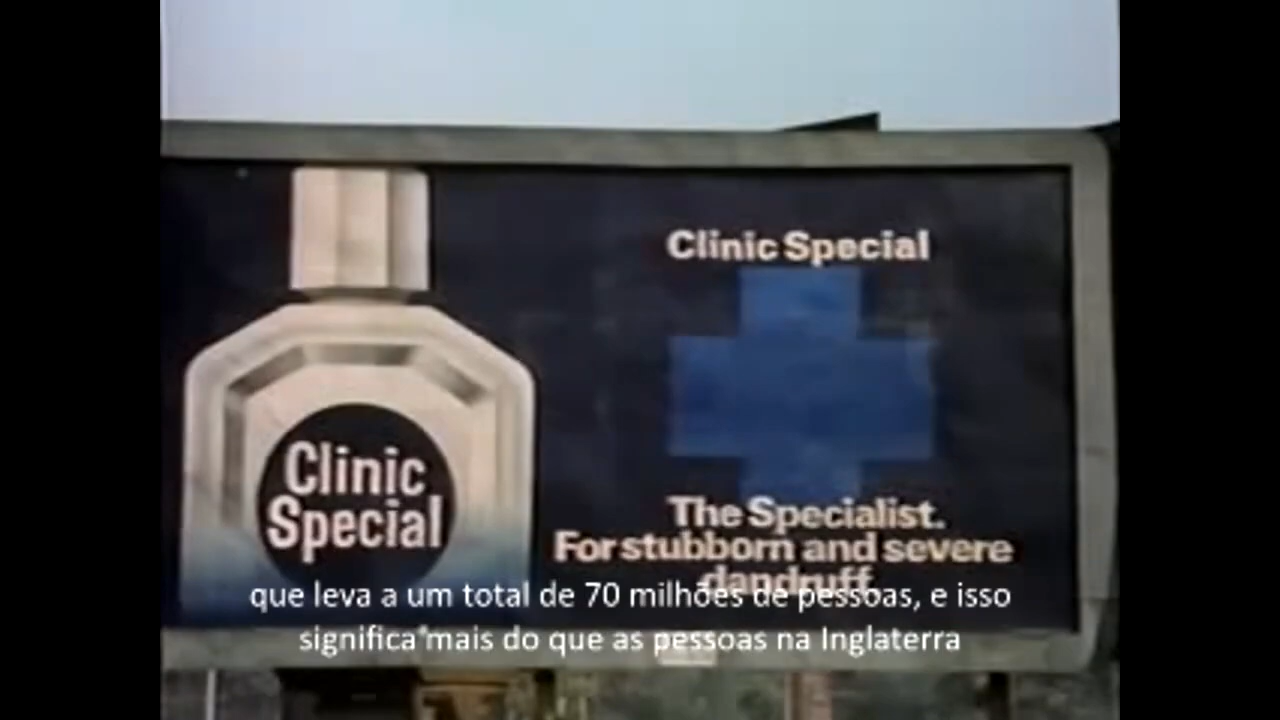 Clinic
Special
Clinic Special
The Specialist.
For stubborn and severe
dandruff.
que leva a um total de 70 milhões de pessoas, e isso
significa mais do que as pessoas na Inglaterra